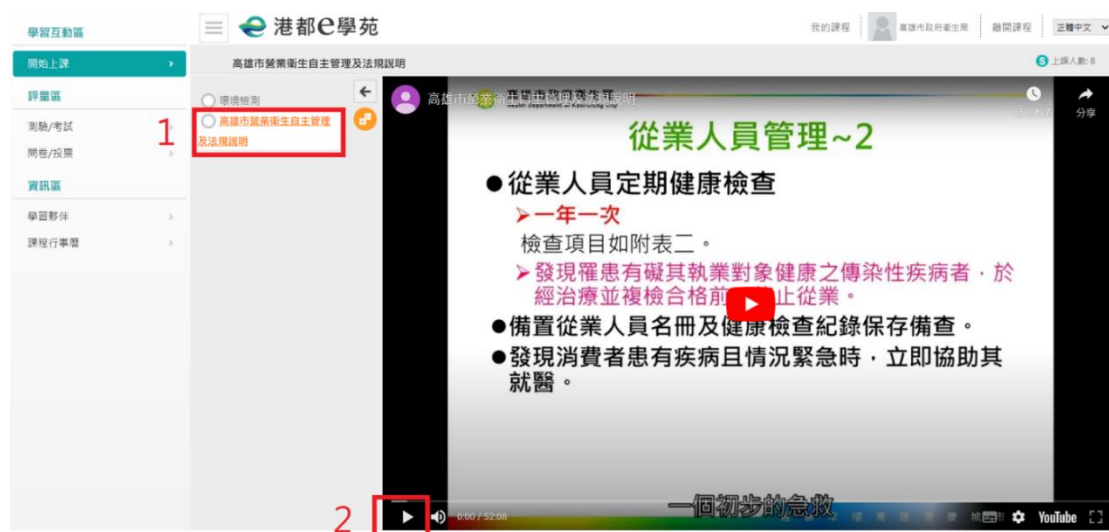 學習互動區
開始上課
評量區
測驗/考試
問卷/投票
資訊區
學習夥伴
課程行事曆
港都e學苑
我的課程
高雄市政府衛生局
離開課程
正體中文
高雄市營業衛生自主管理及法規說明
上課人數: 8
環境檢測
1
高雄市營業衛生自主管理
及法規說明
高雄市營業衛生自主管理及法規說明
分享
從業人員管理~2
●從業人員定期健康檢查
➢一年一次
檢查項目如附表二。
➢發現罹患有礙其執業對象健康之傳染性疾病者，於
經治療並複檢合格前 止從業。
●備置從業人員名冊及健康檢查紀錄保存備查。
●發現消費者患有疾病且情況緊急時，立即協助其
就醫。
一個初步的急救
2
0:00 / 52:08
YouTube